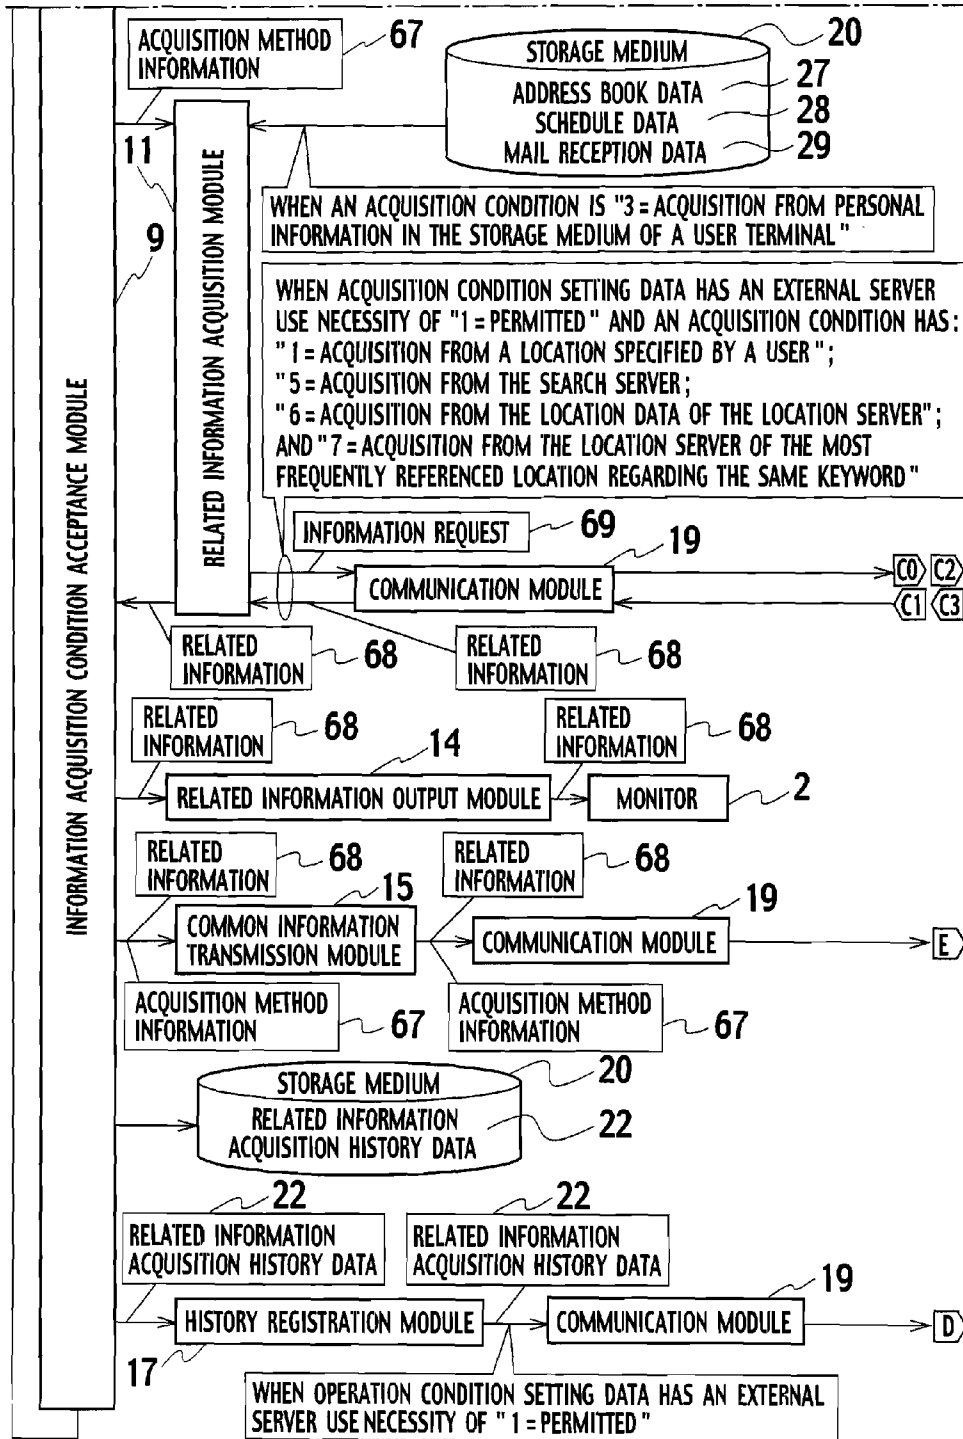 ACQUISITION METHOD
INFORMATION
67
STORAGE MEDIUM
20
ADDRESS BOOK DATA
27
SCHEDULE DATA
28
MAIL RECEPTION DATA
29
11
9
RELATED INFORMATION ACQUISITION MODULE
INFORMATION ACQUISITION CONDITION ACCEPTANCE MODULE
WHEN AN ACQUISITION CONDITION IS "3=ACQUISITION FROM PERSONAL
INFORMATION IN THE STORAGE MEDIUM OF A USER TERMINAL"
WHEN ACQUISITION CONDITION SETTING DATA HAS AN EXTERNAL SERVER
USE NECESSITY OF "1=PERMITTED" AND AN ACQUISITION CONDITION HAS:
"1=ACQUISITION FROM A LOCATION SPECIFIED BY A USER";
"5=ACQUISITION FROM THE SEARCH SERVER;
"6=ACQUISITION FROM THE LOCATION DATA OF THE LOCATION SERVER";
AND "7=ACQUISITION FROM THE LOCATION SERVER OF THE MOST
FREQUENTLY REFERENCED LOCATION REGARDING THE SAME KEYWORD"
INFORMATION REQUEST
69
19
COMMUNICATION MODULE
C0
C2
C1
C3
RELATED
INFORMATION
68
RELATED
INFORMATION
68
RELATED
INFORMATION
68
14
RELATED
INFORMATION
68
RELATED INFORMATION OUTPUT MODULE
MONITOR
2
RELATED
INFORMATION
68
15
RELATED
INFORMATION
68
19
COMMON INFORMATION
TRANSMISSION MODULE
COMMUNICATION MODULE
E
ACQUISITION METHOD
INFORMATION
67
ACQUISITION METHOD
INFORMATION
67
STORAGE MEDIUM
20
RELATED INFORMATION
ACQUISITION HISTORY DATA
22
22
RELATED INFORMATION
ACQUISITION HISTORY DATA
22
RELATED INFORMATION
ACQUISITION HISTORY DATA
19
HISTORY REGISTRATION MODULE
COMMUNICATION MODULE
D
17
WHEN OPERATION CONDITION SETTING DATA HAS AN EXTERNAL
SERVER USE NECESSITY OF "1=PERMITTED"